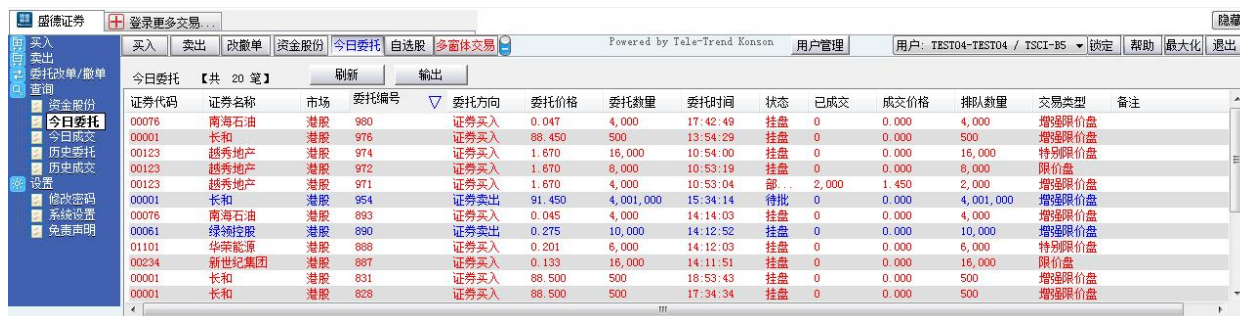 盛德证券 登录更多交易... 隐藏
买入 卖出 改撤单 资金股份 今日委托 自选股 多窗体交易 Powered by Tele-Trend Konson 用户管理 用户: TEST04-TEST04 / TSCI-B5 锁定 帮助 最大化 退出
买入
卖出
委托改单/撤单
查询
资金股份
今日委托
今日成交
历史委托
历史成交
设置
修改密码
系统设置
免责声明
今日委托 【共 20 笔】 刷新 输出
证券代码 证券名称 市场 委托编号 委托方向 委托价格 委托数量 委托时间 状态 已成交 成交价格 排队数量 交易类型 备注
00076 南海石油 港股 980 证券买入 0.047 4,000 17:42:49 挂盘 0 0.000 4,000 增强限价盘
00001 长和 港股 976 证券买入 88.450 500 13:54:29 挂盘 0 0.000 500 增强限价盘
00123 越秀地产 港股 974 证券买入 1.670 16,000 10:54:00 挂盘 0 0.000 16,000 特别限价盘
00123 越秀地产 港股 972 证券买入 1.670 8,000 10:53:19 挂盘 0 0.000 8,000 限价盘
00123 越秀地产 港股 971 证券买入 1.670 4,000 10:53:04 部... 2,000 1.450 2,000 增强限价盘
00001 长和 港股 954 证券卖出 91.450 4,001,000 15:34:14 待批 0 0.000 4,001,000 增强限价盘
00076 南海石油 港股 893 证券买入 0.045 4,000 14:14:03 挂盘 0 0.000 4,000 增强限价盘
00061 绿领控股 港股 890 证券卖出 0.275 10,000 14:12:52 挂盘 0 0.000 10,000 增强限价盘
01101 华荣能源 港股 888 证券买入 0.201 6,000 14:12:03 挂盘 0 0.000 6,000 特别限价盘
00234 新世纪集团 港股 887 证券买入 0.133 16,000 14:11:51 挂盘 0 0.000 16,000 限价盘
00001 长和 港股 831 证券买入 88.500 500 18:53:43 挂盘 0 0.000 500 增强限价盘
00001 长和 港股 828 证券买入 88.500 500 17:34:34 挂盘 0 0.000 500 增强限价盘